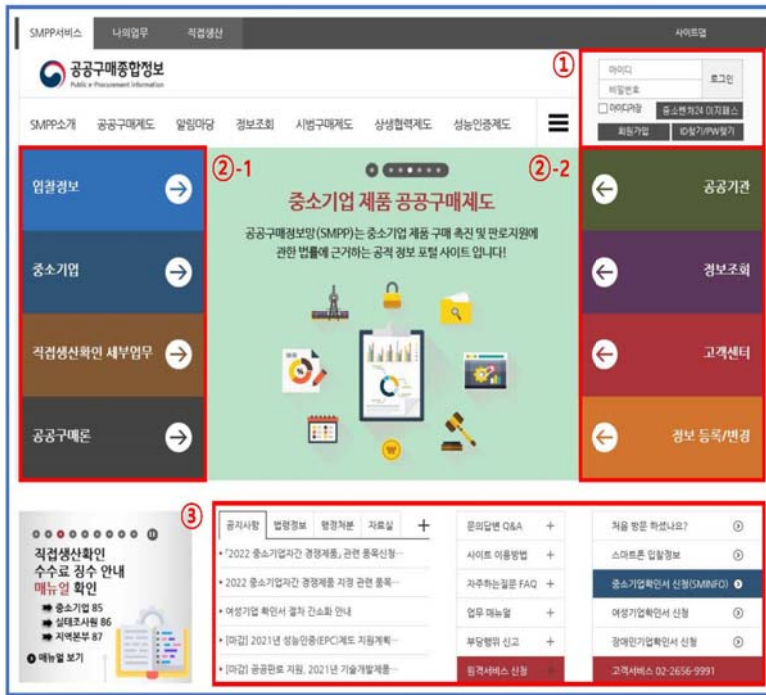 SMPP서비스 나의업무 직접생산 사이트맵
공공구매종합정보
Public e-Procurement Information
①
아이디
비밀번호
로그인
아이디저장 중소벤처24 이지패스
회원가입 ID찾기/PW찾기
SMPP소개 공공구매제도 알림마당 정보조회 시범구매제도 상생협력제도 성능인증제도
②-1
입찰정보
중소기업
직접생산확인 세부업무
공공구매론
중소기업 제품 공공구매제도
공공구매정보망(SMPP)는 중소기업 제품 구매 촉진 및 판로지원에
관한 법률에 근거하는 공적 정보 포털 사이트 입니다!
②-2
공공기관
정보조회
고객센터
정보 등록/변경
직접생산확인
수수료 징수 안내
매뉴얼 확인
➡ 중소기업 85
➡ 실태조사원 86
➡ 지역본부 87
매뉴얼 보기
③
공지사항 법령정보 행정처분 자료실 +
• 「2022 중소기업자간 경쟁제품」 관련 품목신청…
• 2022 중소기업자간 경쟁제품 지정 관련 품목…
• 여성기업 확인서 절차 간소화 안내
• [마감] 2021년 성능인증(EPC)제도 지원계획…
• [마감] 공공판로 지원, 2021년 기술개발제품…
문의답변 Q&A +
사이트 이용방법 +
자주하는질문 FAQ +
업무 매뉴얼 +
부당행위 신고 +
원격서비스 신청 +
처음 방문 하셨나요?
스마트폰 입찰정보
중소기업확인서 신청(SMINFO)
여성기업확인서 신청
장애인기업확인서 신청
고객서비스 02-2656-9991